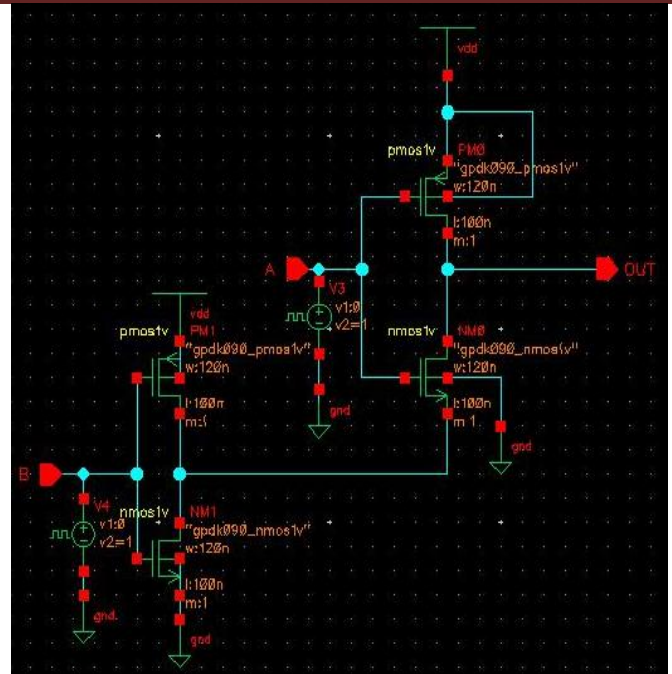 vdd
pmos1v
PM0
"gpdk090_pmos1v"
w:120n
l:100n
m:1
A
OUT
V3
v1:0
v2=1
gnd
nmos1v
NM0
w:120n
l:100n
m 1
gnd
vdd
pmos1v
PM1
"gpdk090_pmos1v"
w:120n
B
V4
v1:0
v2=1
gnd.
nmos1v
NM1
"gpdk090_nmos1v"
w:120n
l:100n
m:1
gnd